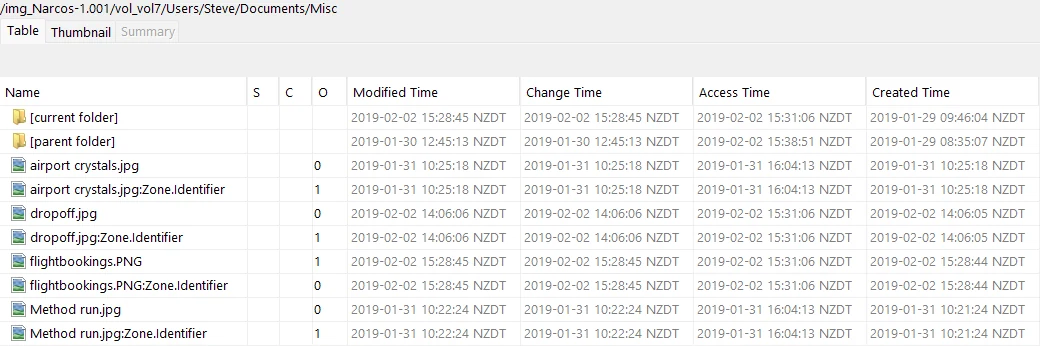 /img_Narcos-1.001/vol_vol7/Users/Steve/Documents/Misc
Table Thumbnail Summary
Name S C O Modified Time Change Time Access Time Created Time
[current folder] 2019-02-02 15:28:45 NZDT 2019-02-02 15:28:45 NZDT 2019-02-02 15:31:06 NZDT 2019-01-29 09:46:04 NZDT
[parent folder] 2019-01-30 12:45:13 NZDT 2019-01-30 12:45:13 NZDT 2019-02-02 15:38:51 NZDT 2019-01-29 08:35:07 NZDT
airport crystals.jpg 0 2019-01-31 10:25:18 NZDT 2019-01-31 10:25:18 NZDT 2019-01-31 16:04:13 NZDT 2019-01-31 10:25:18 NZDT
airport crystals.jpg:Zone.Identifier 1 2019-01-31 10:25:18 NZDT 2019-01-31 10:25:18 NZDT 2019-01-31 16:04:13 NZDT 2019-01-31 10:25:18 NZDT
dropoff.jpg 0 2019-02-02 14:06:06 NZDT 2019-02-02 14:06:06 NZDT 2019-02-02 15:31:06 NZDT 2019-02-02 14:06:05 NZDT
dropoff.jpg:Zone.Identifier 1 2019-02-02 14:06:06 NZDT 2019-02-02 14:06:06 NZDT 2019-02-02 15:31:06 NZDT 2019-02-02 14:06:05 NZDT
flightbookings.PNG 1 2019-02-02 15:28:45 NZDT 2019-02-02 15:28:45 NZDT 2019-02-02 15:31:06 NZDT 2019-02-02 15:28:44 NZDT
flightbookings.PNG:Zone.Identifier 0 2019-02-02 15:28:45 NZDT 2019-02-02 15:28:45 NZDT 2019-02-02 15:31:06 NZDT 2019-02-02 15:28:44 NZDT
Method run.jpg 0 2019-01-31 10:22:24 NZDT 2019-01-31 10:22:24 NZDT 2019-01-31 16:04:13 NZDT 2019-01-31 10:21:24 NZDT
Method run.jpg:Zone.Identifier 1 2019-01-31 10:22:24 NZDT 2019-01-31 10:22:24 NZDT 2019-01-31 16:04:13 NZDT 2019-01-31 10:21:24 NZDT